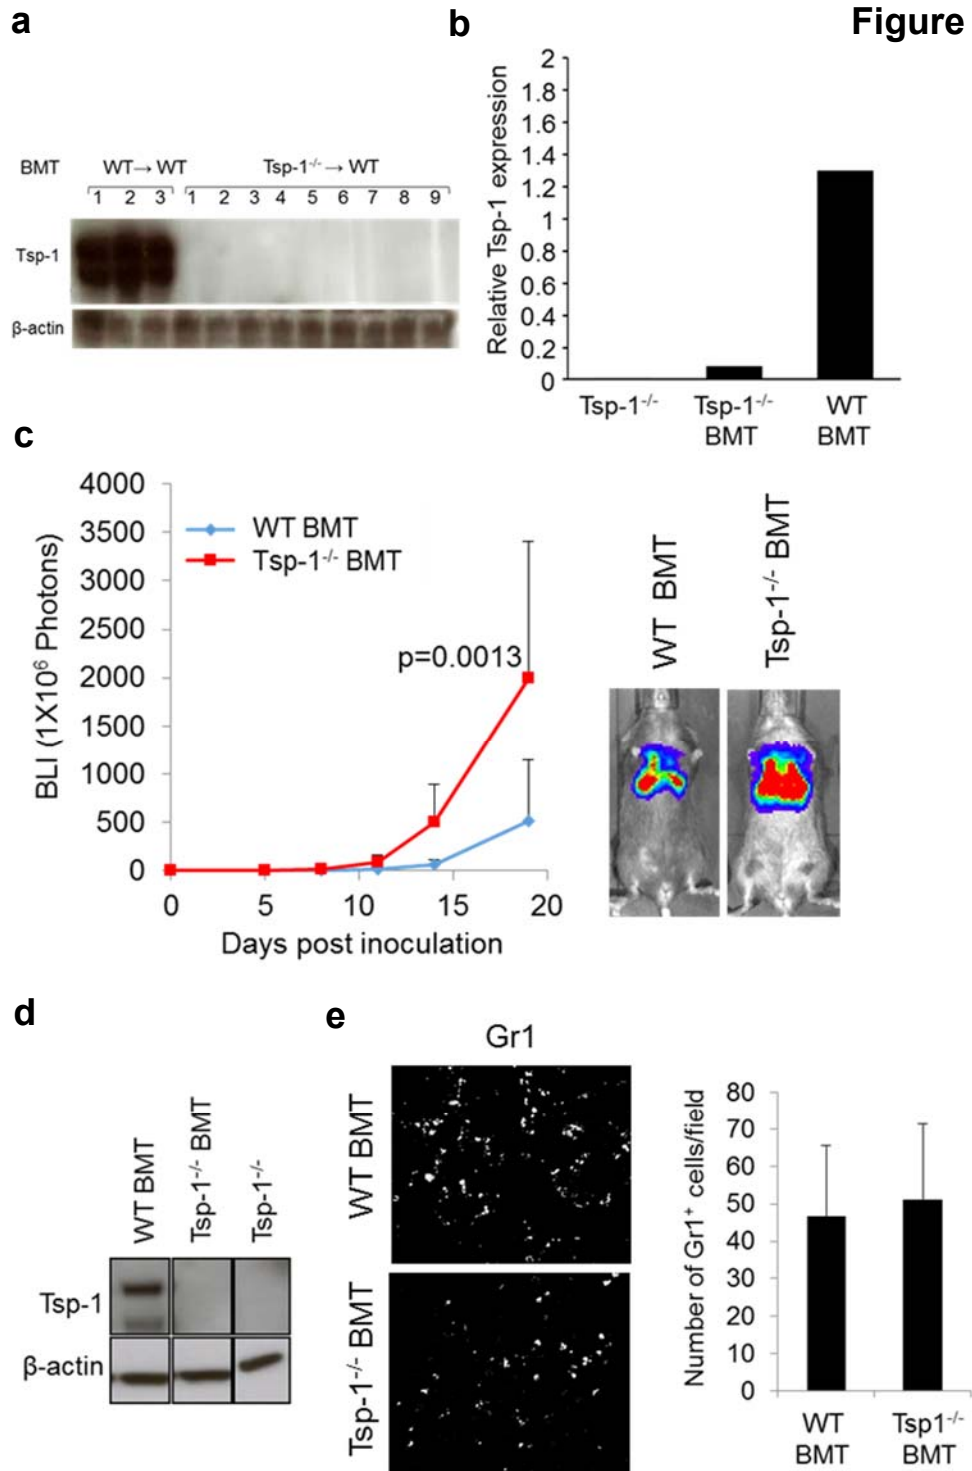 a
b
Figure
BMT
WT→ WT
Tsp-1-/- → WT
1 2 3 1 2 3 4 5 6 7 8 9
Tsp-1
β-actin
Relative Tsp-1 expression
2
1.8
1.6
1.4
1.2
1
0.8
0.6
0.4
0.2
0
Tsp-1-/-
Tsp-1-/-
BMT
WT
BMT
c
BLI (1X10⁶ Photons)
4000
3500
3000
2500
2000
1500
1000
500
0
WT BMT
Tsp-1-/- BMT
p=0.0013
0 5 10 15 20
Days post inoculation
WT BMT
Tsp-1-/- BMT
d
WT BMT
Tsp-1-/- BMT
Tsp-1-/-
Tsp-1
β-actin
e
Gr1
WT BMT
Tsp-1-/- BMT
Number of Gr1⁺ cells/field
80
70
60
50
40
30
20
10
0
WT
BMT
Tsp1-/-
BMT